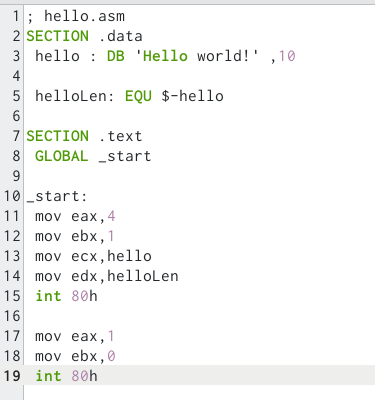 1 ; hello.asm
2 SECTION .data
3 hello : DB 'Hello world!' ,10
4
5 helloLen: EQU $-hello
6
7 SECTION .text
8 GLOBAL _start
9
10 _start:
11 mov eax,4
12 mov ebx,1
13 mov ecx,hello
14 mov edx,helloLen
15 int 80h
16
17 mov eax,1
18 mov ebx,0
19 int 80h